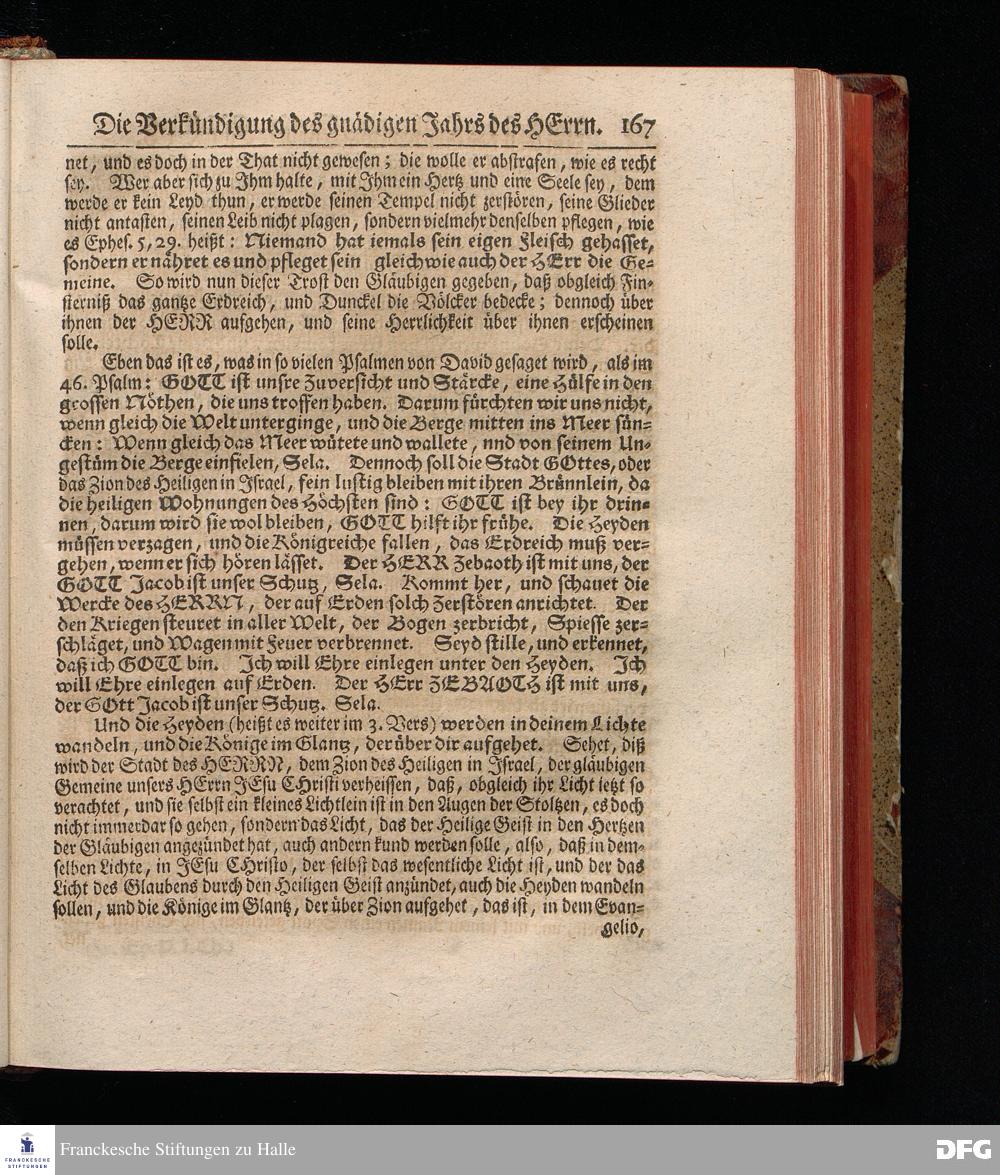 Die Verkündigung des gnädigen Jahrs des HErrn. 167
net, und es doch in der That nicht gewesen; die wolle er abstrafen, wie es recht
sey. Wer aber sich zu Ihm halte, mit Ihm ein Hertz und eine Seele sey, dem
werde er kein Leyd thun, er werde seinen Tempel nicht zerstören, seine Glieder
nicht antasten, seinen Leib nicht plagen, sondern vielmehr denselben pflegen, wie
es Ephes. 5, 29. heißt: Niemand hat iemals sein eigen Fleisch gehasset,
sondern er nähret es und pfleget sein gleich wie auch der HErr die Ge-
meine. So wird nun dieser Trost den Gläubigen gegeben, daß obgleich Fin-
sterniß das gantze Erdreich, und Dunckel die Völcker bedecke; dennoch über
ihnen der HERR aufgehen, und seine Herrlichkeit über ihnen erscheinen
solle.
Eben das ist es, was in so vielen Psalmen von David gesaget wird, als im
46. Psalm: GOTT ist unsre Zuversicht und Stärcke, eine Hülfe in den
grossen Nöthen, die uns troffen haben. Darum fürchten wir uns nicht,
wenn gleich die Welt unterginge, und die Berge mitten ins Meer sün-
cken: Wenn gleich das Meer wütete und wallete, nnd von seinem Un-
gestüm die Berge einfielen, Sela. Dennoch soll die Stadt GOttes, oder
das Zion des Heiligen in Israel, fein lustig bleiben mit ihren Brünnlein, da
die heiligen Wohnungen des Höchsten sind: GOTT ist bey ihr drin-
nen, darum wird sie wol bleiben, GOTT hilft ihr frühe. Die Heyden
müssen verzagen, und die Königreiche fallen, das Erdreich muß ver-
gehen, wenn er sich hören lässet. Der HERR Zebaoth ist mit uns, der
GOTT Jacob ist unser Schutz, Sela. Kommt her, und schauet die
Wercke des HERRN, der auf Erden solch Zerstören anrichtet. Der
den Kriegen steuret in aller Welt, der Bogen zerbricht, Spiesse zer-
schläget, und Wagen mit Feuer verbrennet. Seyd stille, und erkennet,
daß ich GOTT bin. Ich will Ehre einlegen unter den Heyden. Ich
will Ehre einlegen auf Erden. Der HErr ZEBAOTH ist mit uns,
der GOtt Jacob ist unser Schutz. Sela.
Und die Heyden (heißt es weiter im 3. Vers) werden in deinem Lichte
wandeln, und die Könige im Glantz, der über dir aufgehet. Sehet, diß
wird der Stadt des HERRN, dem Zion des Heiligen in Israel, der gläubigen
Gemeine unsers HErrn JEsu CHristi verheissen, daß, obgleich ihr Licht ietzt so
verachtet, und sie selbst ein kleines Lichtlein ist in den Augen der Stoltzen, es doch
nicht immerdar so gehen, sondern das Licht, das der Heilige Geist in den Hertzen
der Gläubigen angezündet hat, auch andern kund werden solle, also, daß in dem-
selben Lichte, in JEsu CHristo, der selbst das wesentliche Licht ist, und der das
Licht des Glaubens durch den Heiligen Geist anzündet, auch die Heyden wandeln
sollen, und die Könige im Glantz, der über Zion aufgehet, das ist, in dem Evan-
gelio,
FRANCKESCHE
STIFTUNGEN
Franckesche Stiftungen zu Halle
DFG